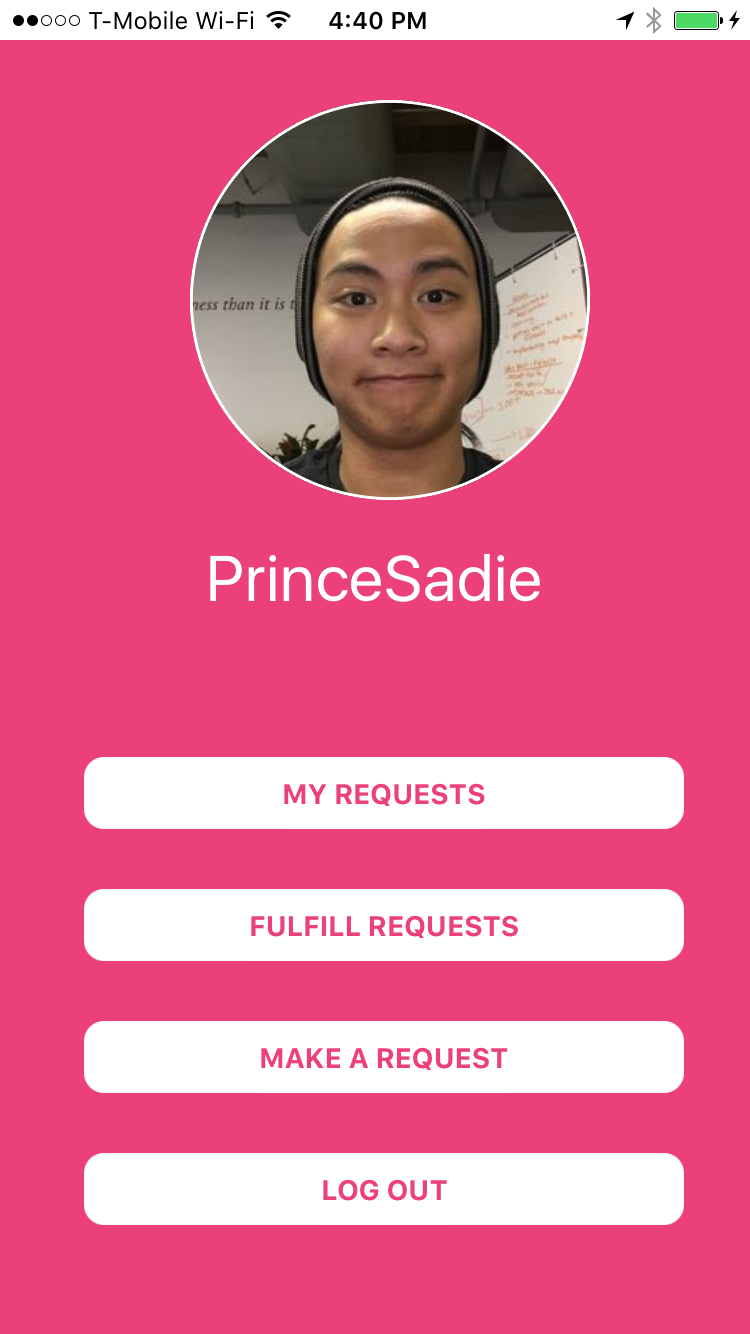 T-Mobile Wi-Fi 4:40 PM
ness than it is t
PrinceSadie
MY REQUESTS
FULFILL REQUESTS
MAKE A REQUEST
LOG OUT